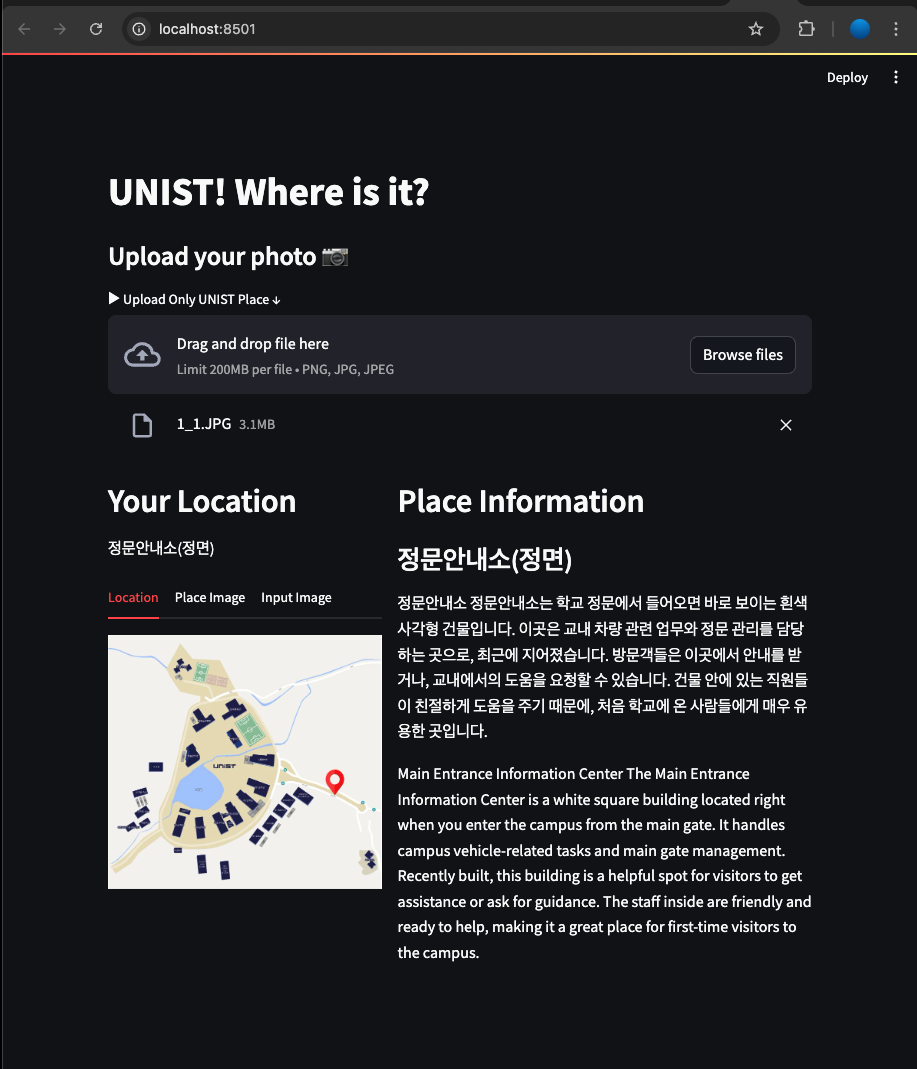 localhost:8501
Deploy
UNIST! Where is it?
Upload your photo 📷
▶ Upload Only UNIST Place ↓
Drag and drop file here
Limit 200MB per file • PNG, JPG, JPEG
Browse files
1_1.JPG 3.1MB
Your Location
정문안내소(정면)
Location Place Image Input Image
UNIST
Place Information
정문안내소(정면)
정문안내소 정문안내소는 학교 정문에서 들어오면 바로 보이는 흰색
사각형 건물입니다. 이곳은 교내 차량 관련 업무와 정문 관리를 담당
하는 곳으로, 최근에 지어졌습니다. 방문객들은 이곳에서 안내를 받
거나, 교내에서의 도움을 요청할 수 있습니다. 건물 안에 있는 직원들
이 친절하게 도움을 주기 때문에, 처음 학교에 온 사람들에게 매우 유
용한 곳입니다.
Main Entrance Information Center The Main Entrance
Information Center is a white square building located right
when you enter the campus from the main gate. It handles
campus vehicle-related tasks and main gate management.
Recently built, this building is a helpful spot for visitors to get
assistance or ask for guidance. The staff inside are friendly and
ready to help, making it a great place for first-time visitors to
the campus.